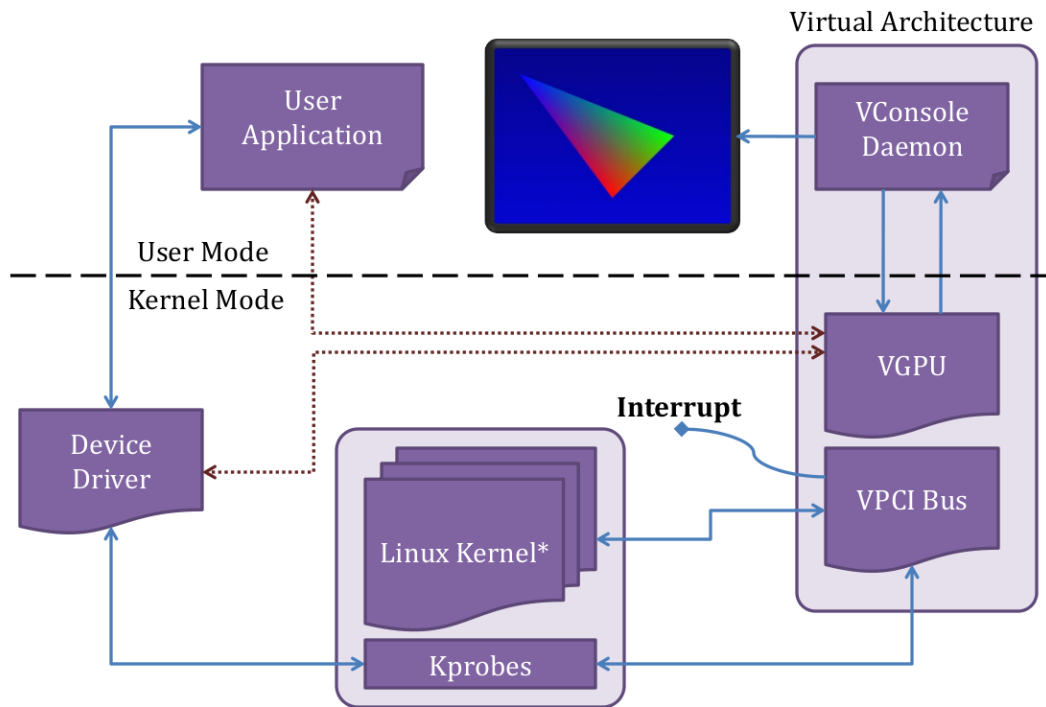 Virtual Architecture
User
Application
VConsole
Daemon
User Mode
Kernel Mode
VGPU
Interrupt
Device
Driver
VPCI Bus
Linux Kernel*
Kprobes